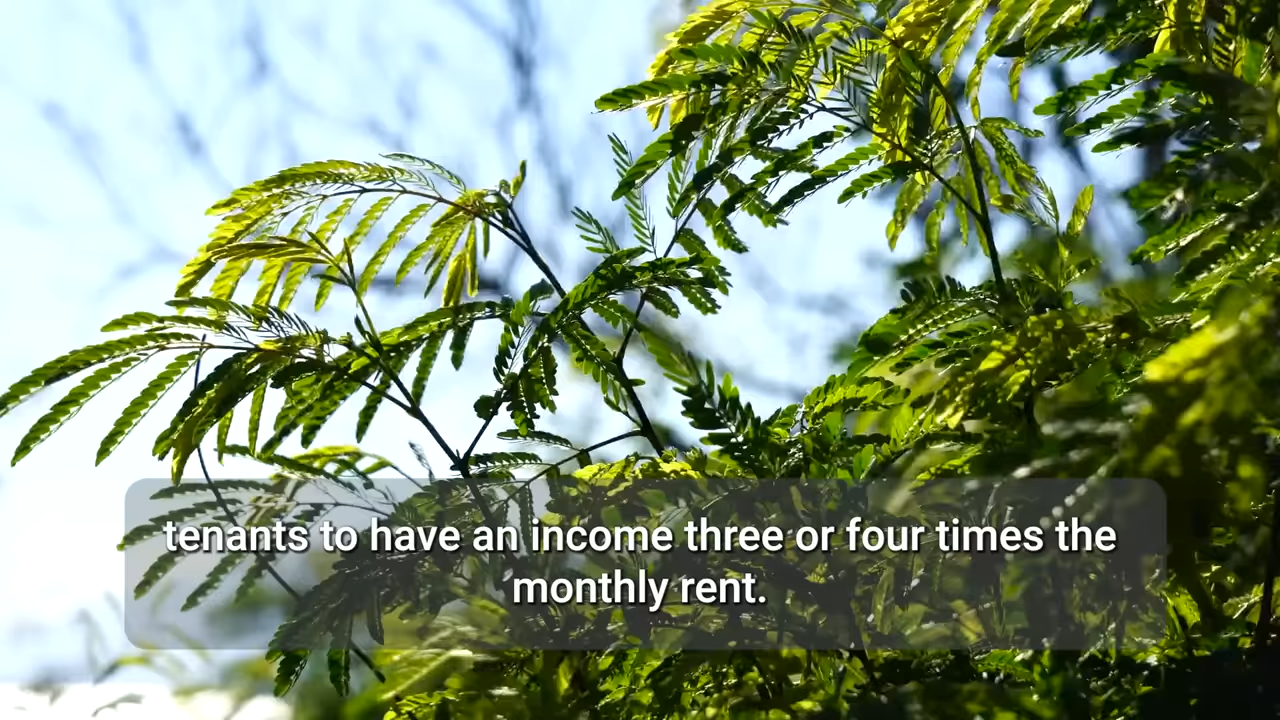 tenants to have an income three or four times the
monthly rent.